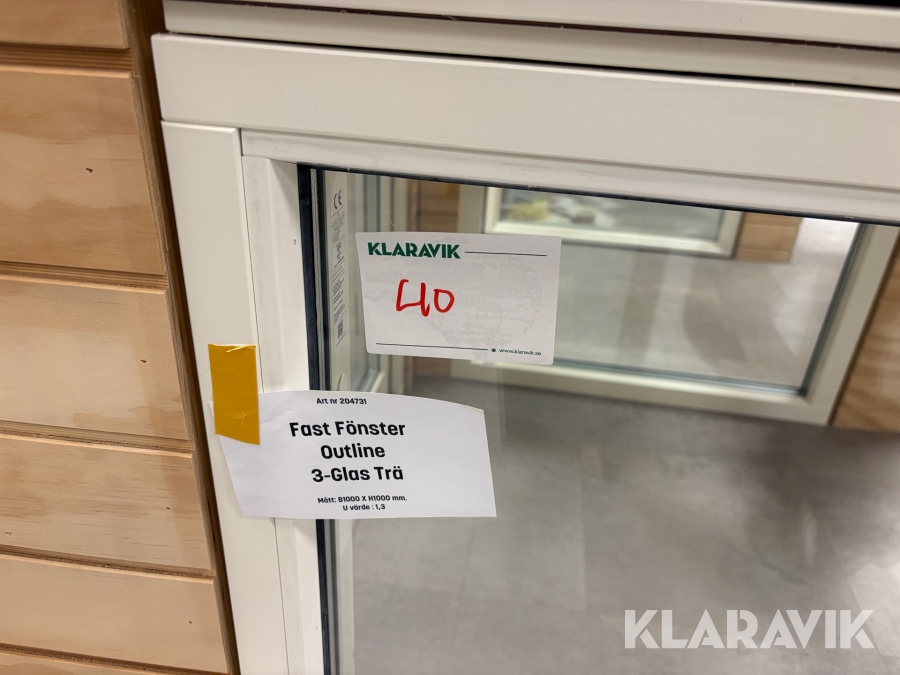 CE
KLARAVIK
40
www.klaravik.se
Art nr 204731
Fast Fönster
Outline
3-Glas Trä
Mått: B1000 X H1000 mm.
U värde : 1,3
KLARAVIK